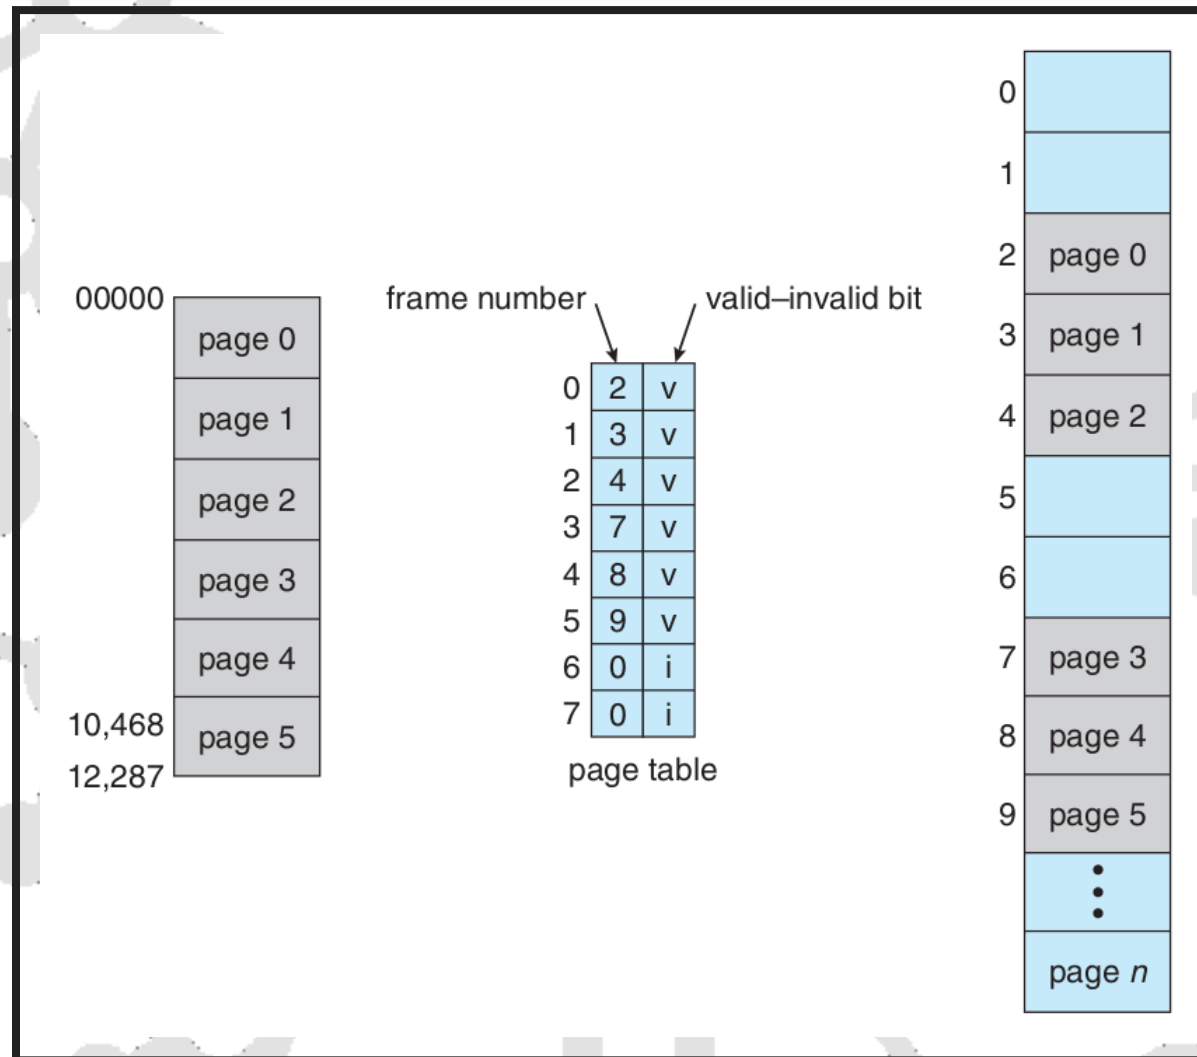 00000
page 0
page 1
page 2
page 3
page 4
10,468
page 5
12,287
frame number
valid–invalid bit
0 2 v
1 3 v
2 4 v
3 7 v
4 8 v
5 9 v
6 0 i
7 0 i
page table
0
1
2 page 0
3 page 1
4 page 2
5
6
7 page 3
8 page 4
9 page 5
page n